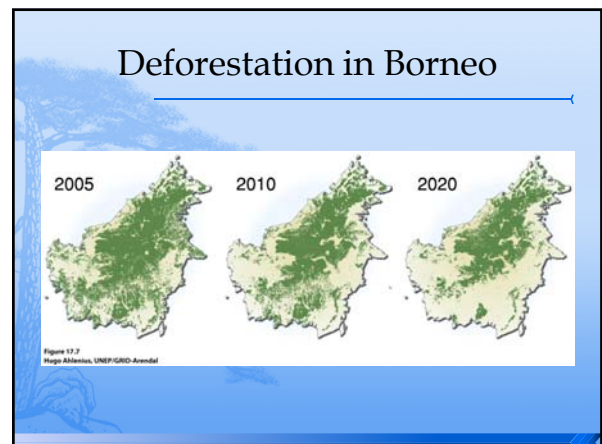 Deforestation in Borneo
2005 2010 2020
Figure 17.7
Hugo Ahlenius, UNEP/GRID-Arendal